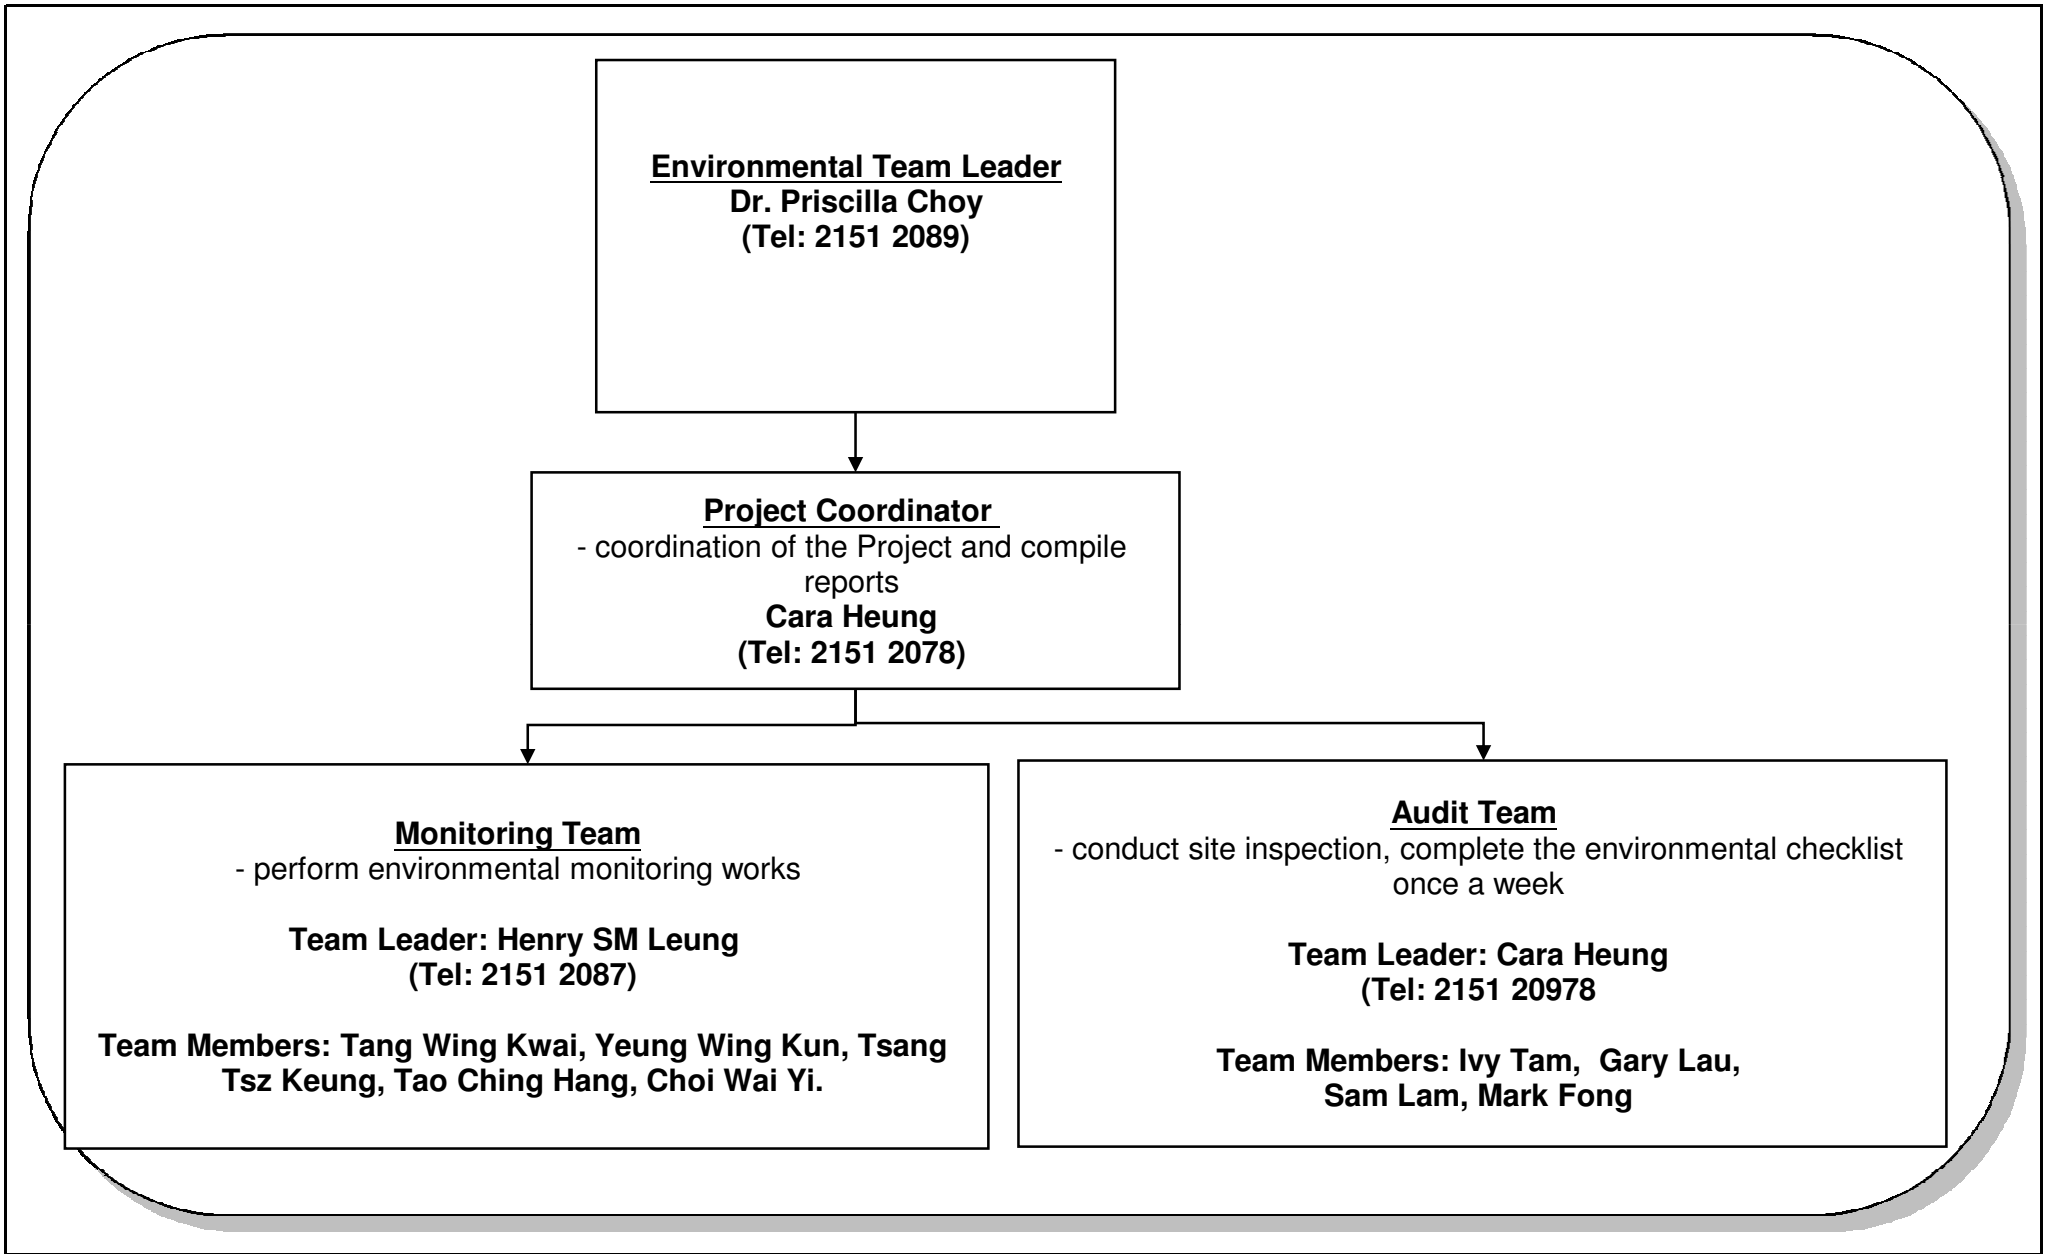 Environmental Team Leader
Dr. Priscilla Choy
(Tel: 2151 2089)
Project Coordinator
- coordination of the Project and compile
reports
Cara Heung
(Tel: 2151 2078)
Monitoring Team
- perform environmental monitoring works
Team Leader: Henry SM Leung
(Tel: 2151 2087)
Team Members: Tang Wing Kwai, Yeung Wing Kun, Tsang
Tsz Keung, Tao Ching Hang, Choi Wai Yi.
Audit Team
- conduct site inspection, complete the environmental checklist
once a week
Team Leader: Cara Heung
(Tel: 2151 20978
Team Members: Ivy Tam,  Gary Lau,
Sam Lam, Mark Fong